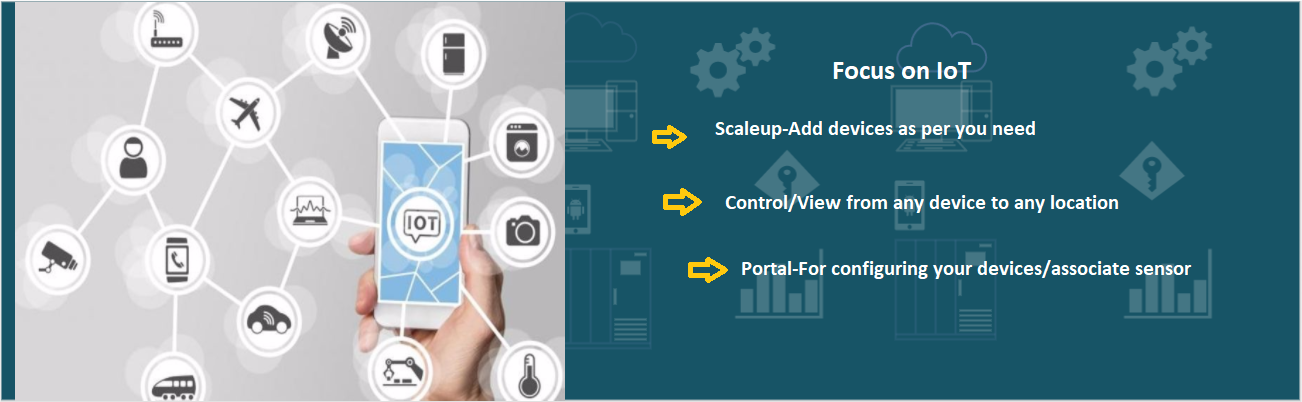 IOT
Focus on IoT
Scaleup-Add devices as per you need
Control/View from any device to any location
Portal-For configuring your devices/associate sensor